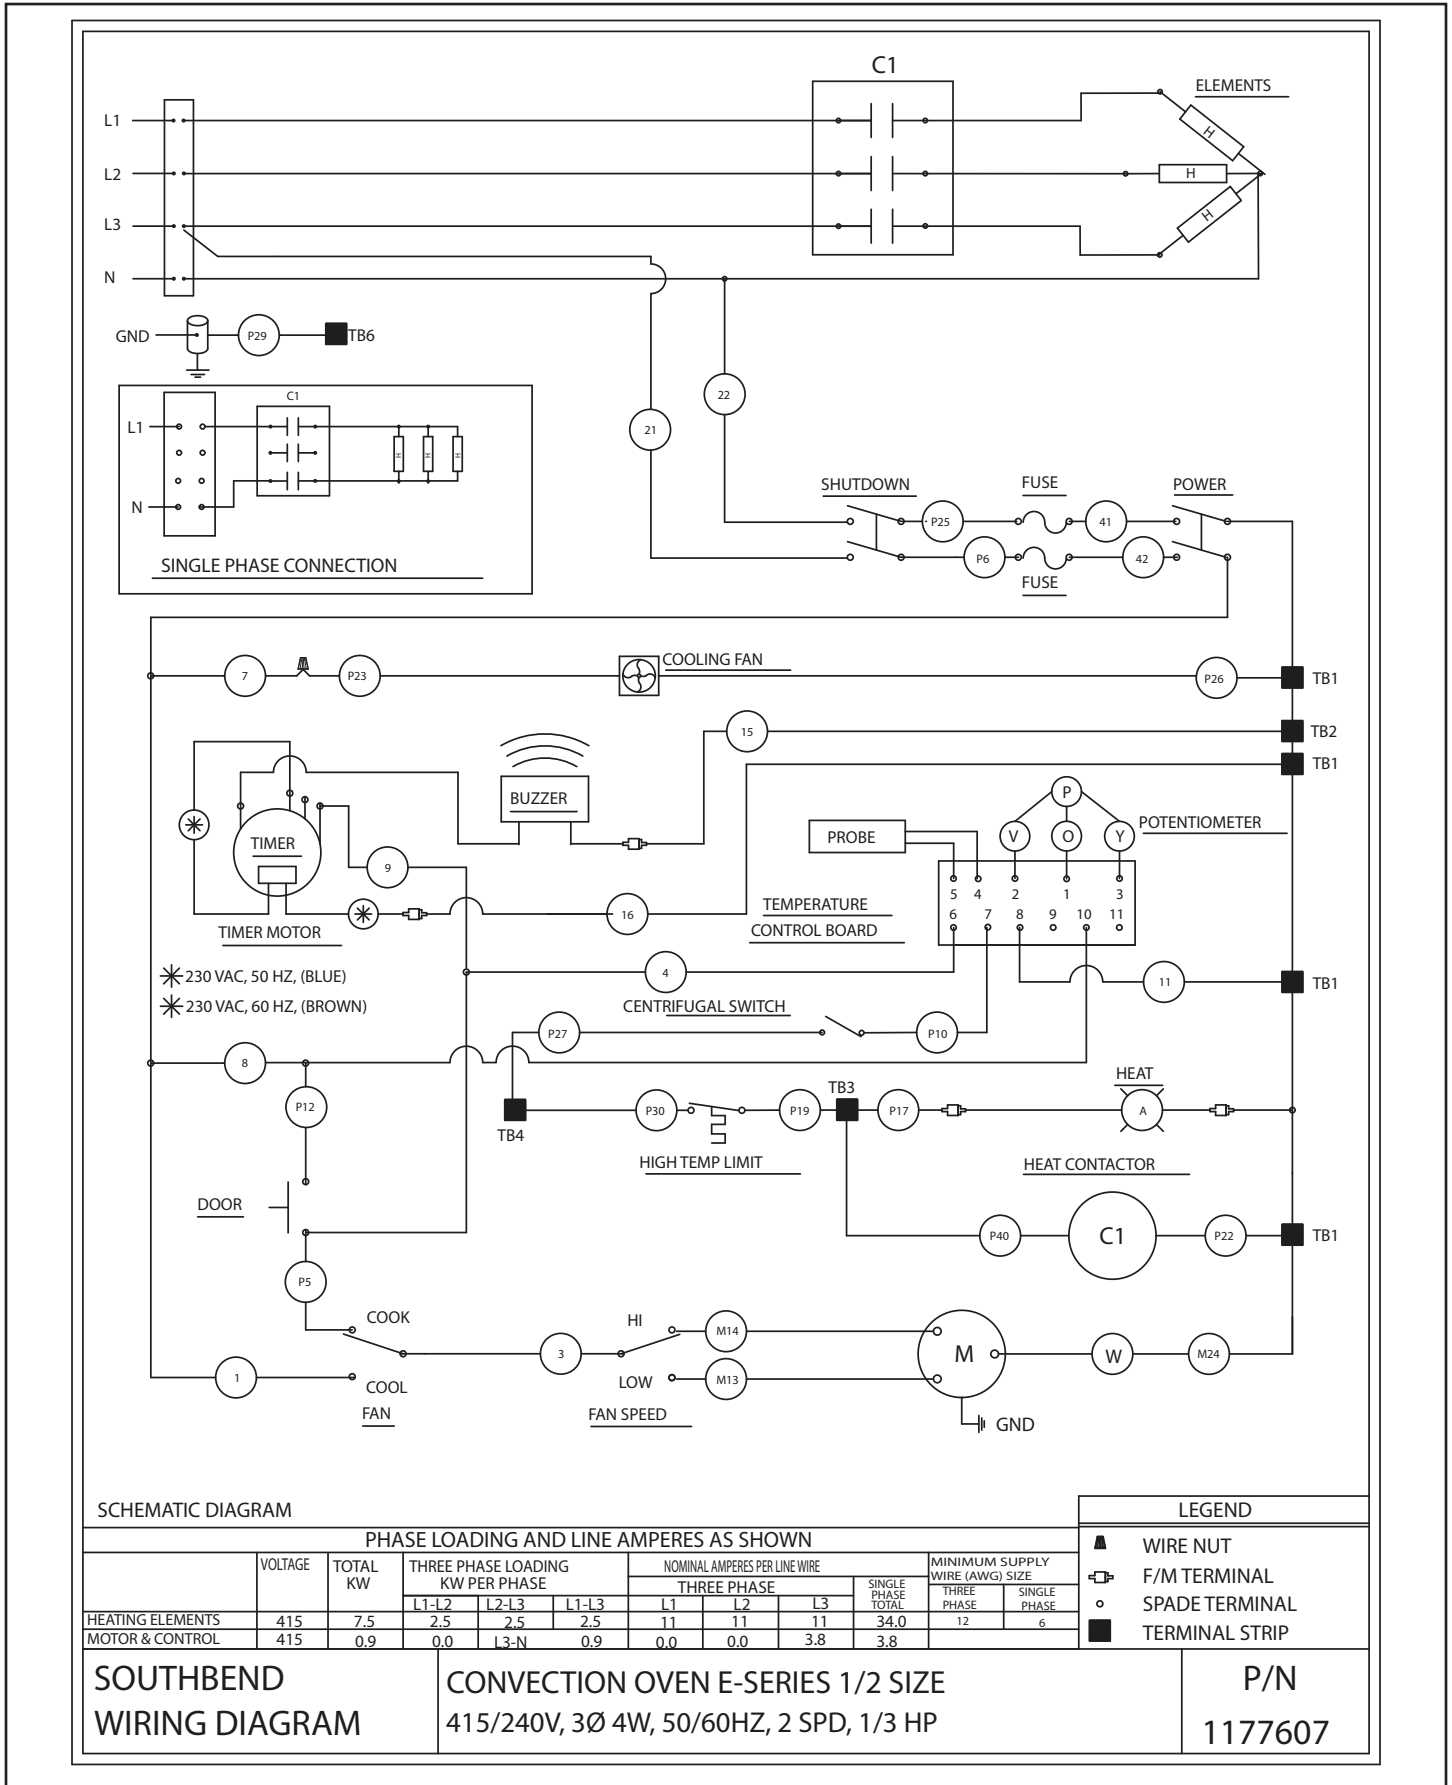 C1
ELEMENTS
L1
H
L2
H
L3
H
N
GND
P29
TB6
C1
L1
H H H
N
SINGLE PHASE CONNECTION
22
21
SHUTDOWN
FUSE
POWER
P25
41
P6
42
FUSE
7
P23
COOLING FAN
P26
TB1
15
TB2
TB1
BUZZER
P
TIMER
PROBE
V
O
Y
POTENTIOMETER
9
5 4 2 1 3
TEMPERATURE
CONTROL BOARD
6 7 8 9 10 11
16
TIMER MOTOR
230 VAC, 50 HZ, (BLUE)
4
11
TB1
230 VAC, 60 HZ, (BROWN)
CENTRIFUGAL SWITCH
P27
P10
8
HEAT
P12
TB3
P30
P19
P17
A
TB4
HIGH TEMP LIMIT
HEAT CONTACTOR
DOOR
P40
C1
P22
TB1
P5
COOK
HI
M14
3
M
W
M24
1
COOL
LOW
M13
FAN
FAN SPEED
GND
SCHEMATIC DIAGRAM
LEGEND
WIRE NUT
F/M TERMINAL
SPADE TERMINAL
TERMINAL STRIP
PHASE LOADING AND LINE AMPERES AS SHOWN
VOLTAGE
TOTAL
KW
THREE PHASE LOADING
KW PER PHASE
NOMINAL AMPERES PER LINE WIRE
MINIMUM SUPPLY
WIRE (AWG) SIZE
THREE PHASE
SINGLE
PHASE
TOTAL
THREE
PHASE
SINGLE
PHASE
L1-L2 L2-L3 L1-L3 L1 L2 L3
HEATING ELEMENTS 415 7.5 2.5 2.5 2.5 11 11 11 34.0 12 6
MOTOR & CONTROL 415 0.9 0.0 L3-N 0.9 0.0 0.0 3.8 3.8
SOUTHBEND
WIRING DIAGRAM
CONVECTION OVEN E-SERIES 1/2 SIZE
415/240V, 3Ø 4W, 50/60HZ, 2 SPD, 1/3 HP
P/N
1177607